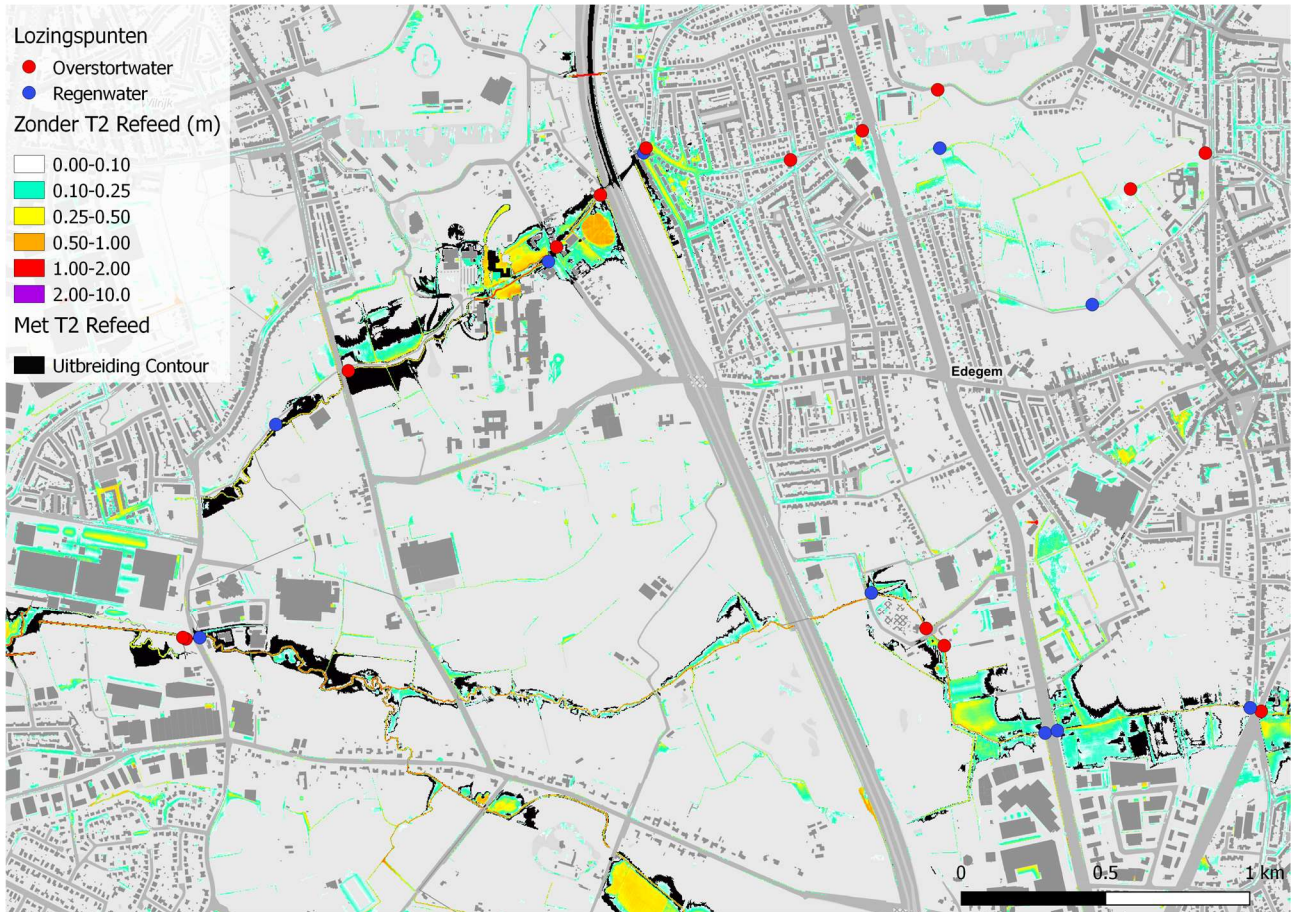 Lozingspunten
Overstortwater
Regenwater
Zonder T2 Refeed (m)
0.00-0.10
0.10-0.25
0.25-0.50
0.50-1.00
1.00-2.00
2.00-10.0
Met T2 Refeed
Uitbreiding Contour
Edegem
0 0.5 1 km